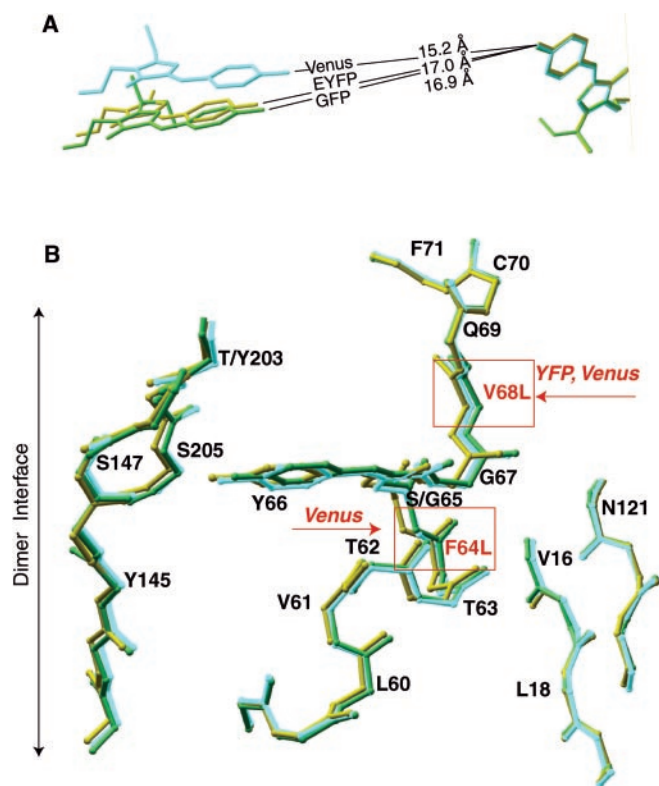 A
Venus 15.2 Å
EYFP 17.0 Å
GFP 16.9 Å
B
F71
C70
Q69
T/Y203
YFP, Venus
V68L
S205
S147
G67
S/G65
Y66
N121
Venus
T62
F64L
V16
Y145
V61
T63
L60
L18
Dimer Interface